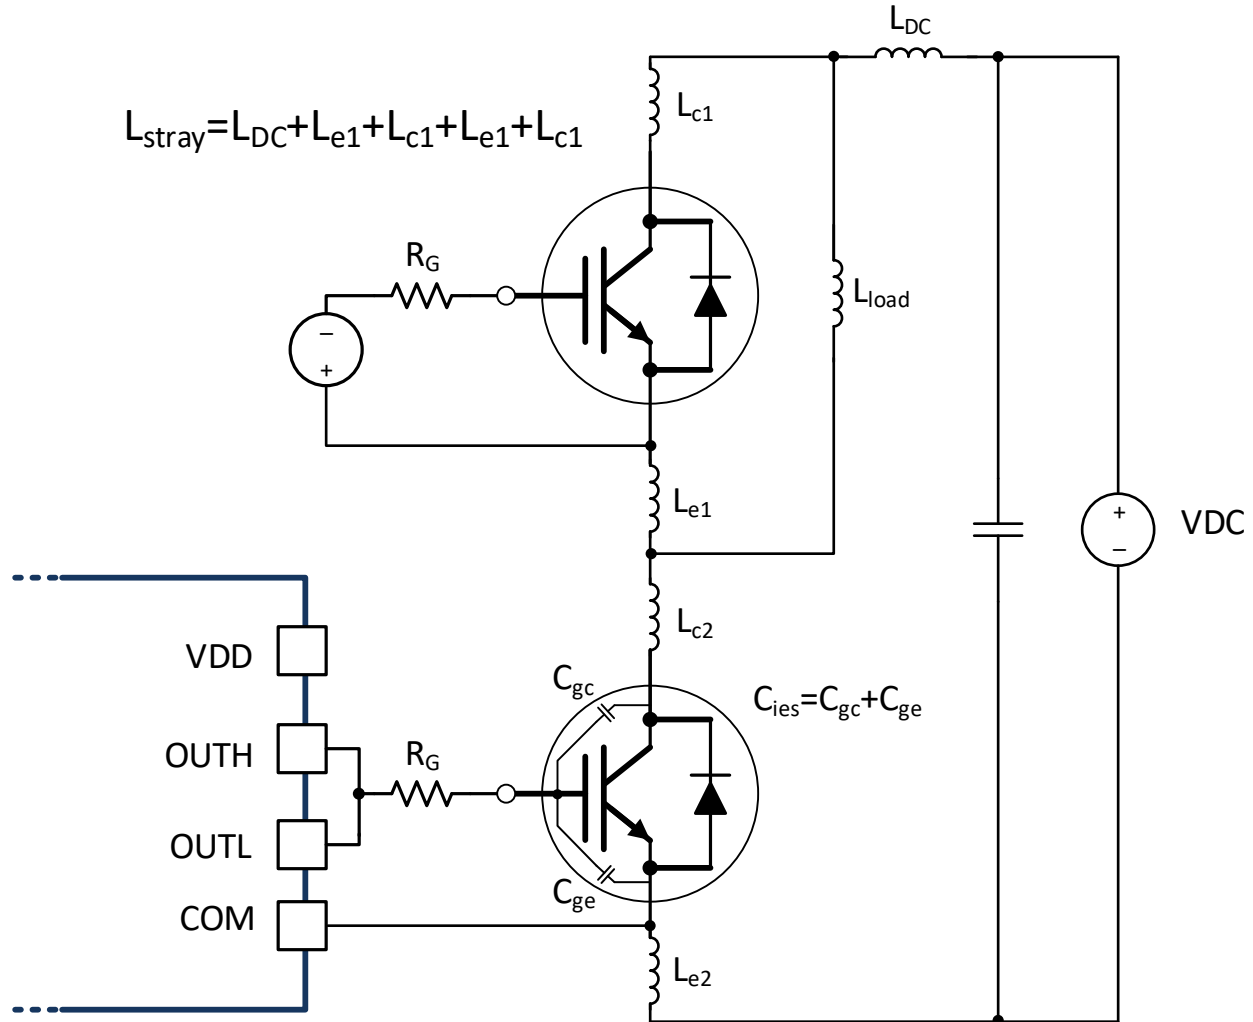 L_DC
L_c1
L_stray=L_DC+L_e1+L_c1+L_e1+L_c1
R_G
L_load
−
+
L_e1
+
−
VDC
L_c2
VDD
C_gc
C_ies=C_gc+C_ge
OUTH
R_G
OUTL
C_ge
COM
L_e2